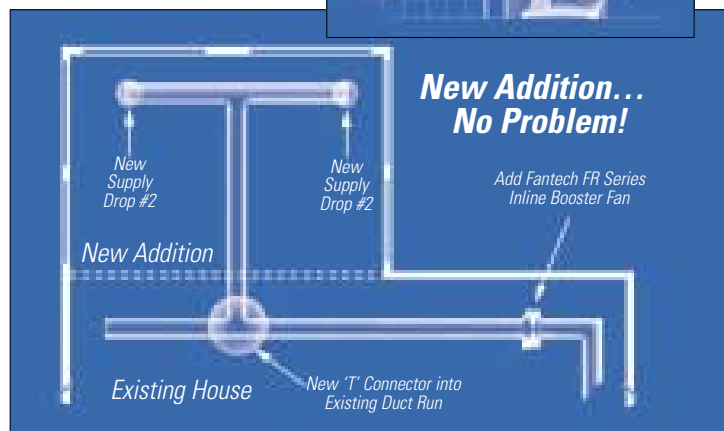 New Addition…
No Problem!
New
Supply
Drop #2
New
Supply
Drop #2
Add Fantech FR Series
Inline Booster Fan
New Addition
Existing House
New ‘T’ Connector into
Existing Duct Run